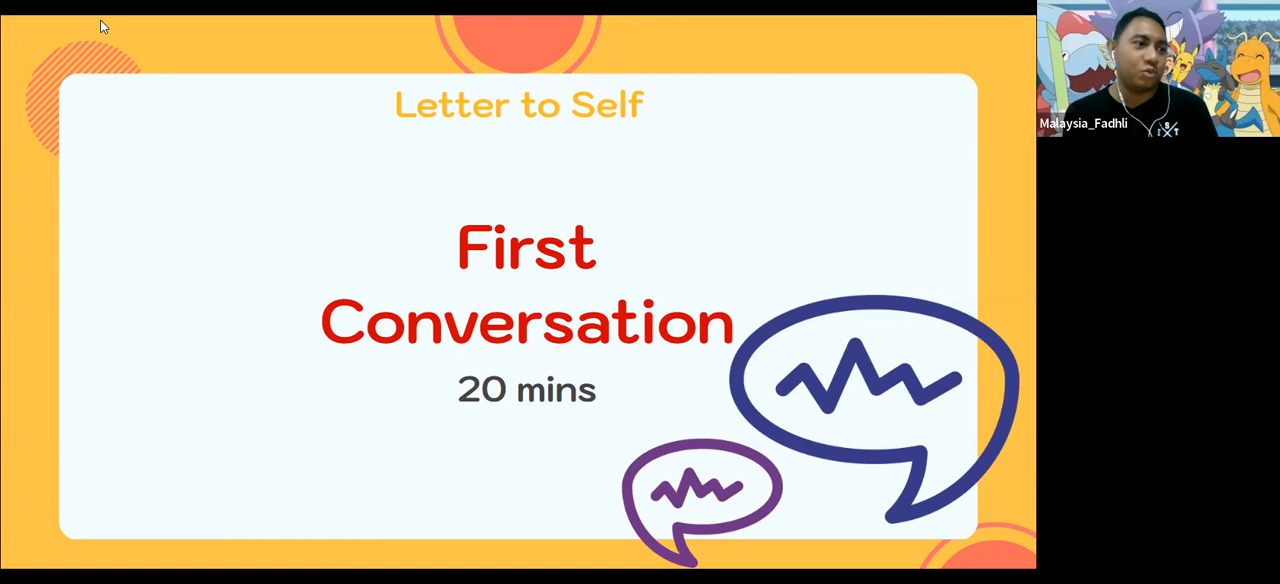 Letter to Self
First
Conversation
20 mins
Malaysia_Fadhli